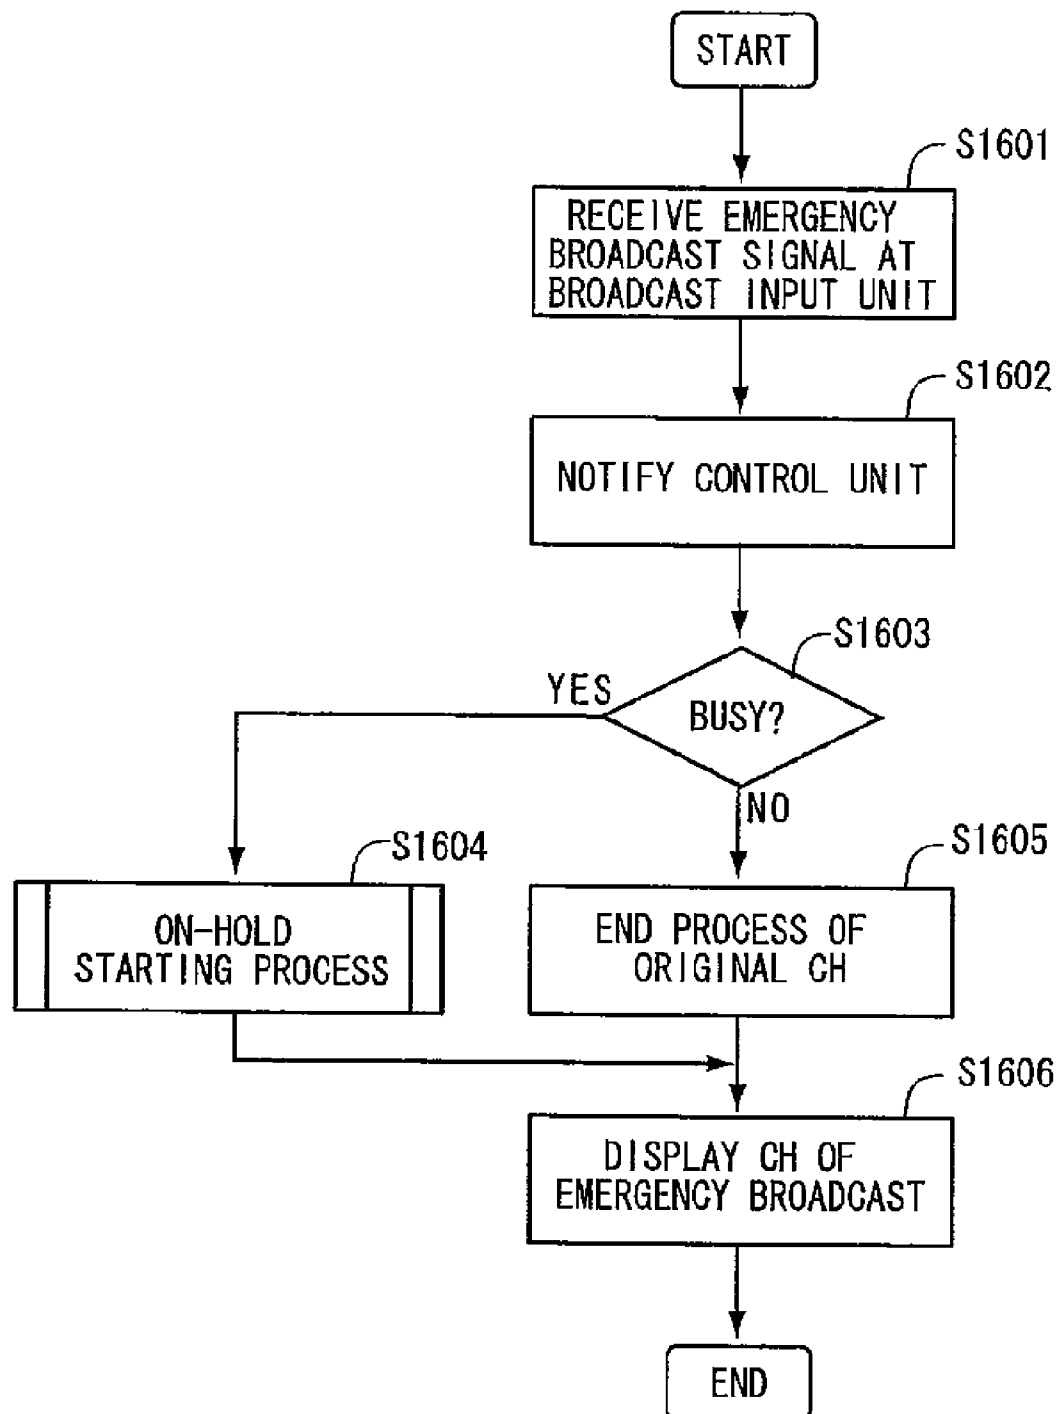 START
S1601
RECEIVE EMERGENCY
BROADCAST SIGNAL AT
BROADCAST INPUT UNIT
S1602
NOTIFY CONTROL UNIT
S1603
YES
BUSY?
NO
S1604
S1605
ON-HOLD
STARTING PROCESS
END PROCESS OF
ORIGINAL CH
S1606
DISPLAY CH OF
EMERGENCY BROADCAST
END